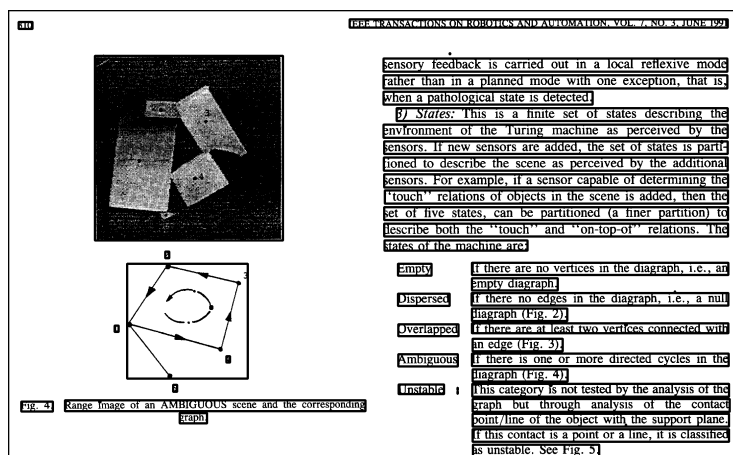 IEEE TRANSACTIONS ON ROBOTICS AND AUTOMATION, VOL. 7, NO. 3, JUNE 1991
3
Fig. 4. Range Image of an AMBIGUOUS scene and the corresponding
graph.
sensory feedback is carried out in a local reflexive mode
rather than in a planned mode with one exception, that is,
when a pathological state is detected.
3) States: This is a finite set of states describing the
environment of the Turing machine as perceived by the
sensors. If new sensors are added, the set of states is parti-
tioned to describe the scene as perceived by the additional
sensors. For example, if a sensor capable of determining the
"touch" relations of objects in the scene is added, then the
set of five states, can be partitioned (a finer partition) to
describe both the "touch" and "on-top-of" relations. The
states of the machine are:
Empty If there are no vertices in the diagraph, i.e., an
empty diagraph.
Dispersed If there no edges in the diagraph, i.e., a null
diagraph (Fig. 2).
Overlapped If there are at least two vertices connected with
an edge (Fig. 3).
Ambiguous If there is one or more directed cycles in the
diagraph (Fig. 4).
Unstable This category is not tested by the analysis of the
graph but through analysis of the contact
point/line of the object with the support plane.
If this contact is a point or a line, it is classified
as unstable. See Fig. 5.